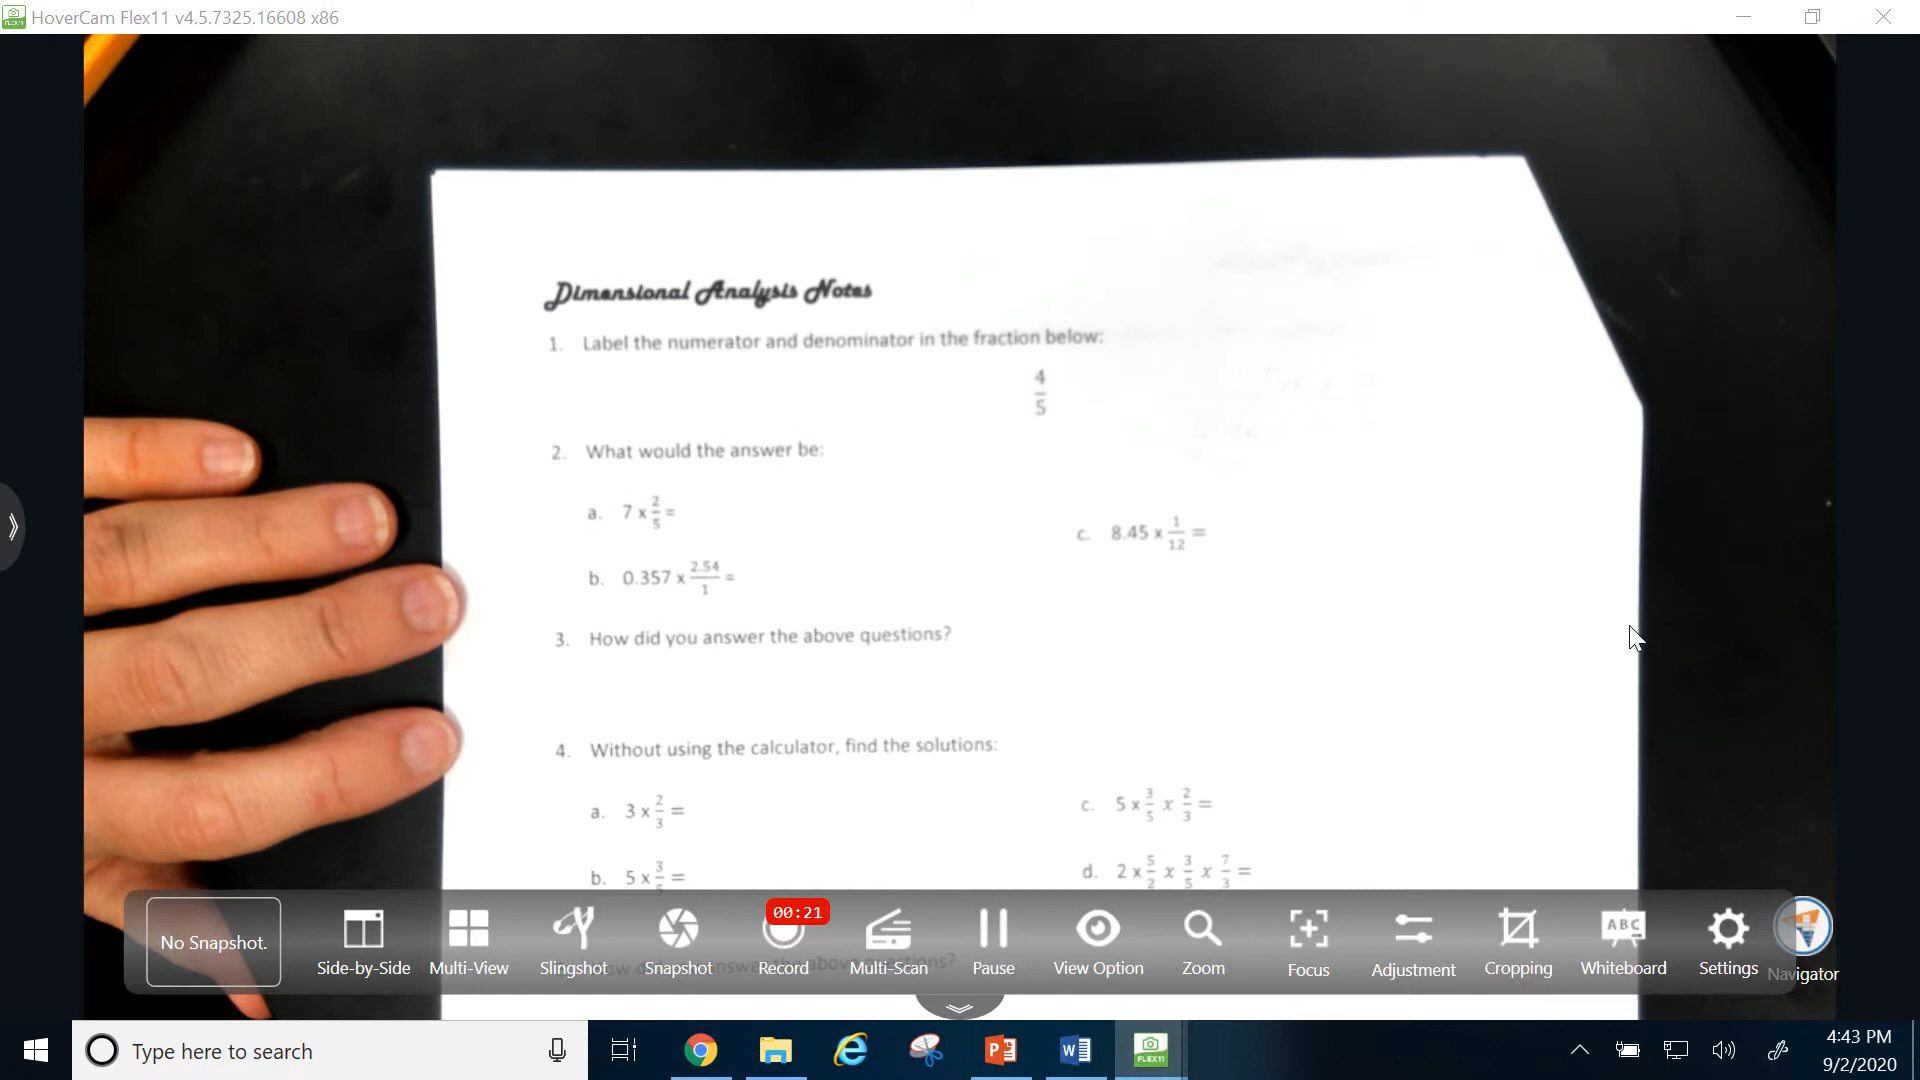 HoverCam Flex11 v4.5.7325.16608 x86
Dimensional Analysis Notes
1. Label the numerator and denominator in the fraction below:
4
5
2. What would the answer be:
a. 7 x 2/5 =
c. 8.45 x 1/12 =
b. 0.357 x 2.54/1 =
3. How did you answer the above questions?
4. Without using the calculator, find the solutions:
a. 3 x 2/3 =
c. 5 x 3/5 x 2/3 =
b. 5 x 3/5 =
d. 2 x 5/2 x 3/5 x 7/3 =
00:21
No Snapshot.
ABC
Side-by-Side Multi-View Slingshot Snapshot Record Multi-Scan Pause View Option Zoom Focus Adjustment Cropping Whiteboard Settings Navigator
above questions?
Type here to search
FLEX11
4:43 PM
9/2/2020